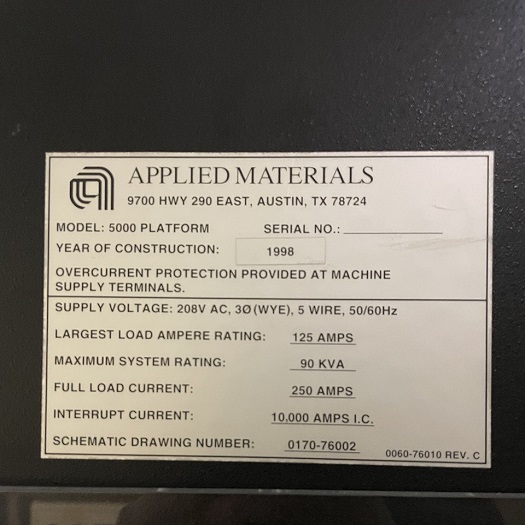 APPLIED MATERIALS
9700 HWY 290 EAST, AUSTIN, TX 78724
MODEL: 5000 PLATFORM SERIAL NO.:
YEAR OF CONSTRUCTION: 1998
OVERCURRENT PROTECTION PROVIDED AT MACHINE
SUPPLY TERMINALS.
SUPPLY VOLTAGE: 208V AC, 3Ø (WYE), 5 WIRE, 50/60Hz
LARGEST LOAD AMPERE RATING: 125 AMPS
MAXIMUM SYSTEM RATING: 90 KVA
FULL LOAD CURRENT: 250 AMPS
INTERRUPT CURRENT: 10,000 AMPS I.C.
SCHEMATIC DRAWING NUMBER: 0170-76002
0060-76010 REV. C